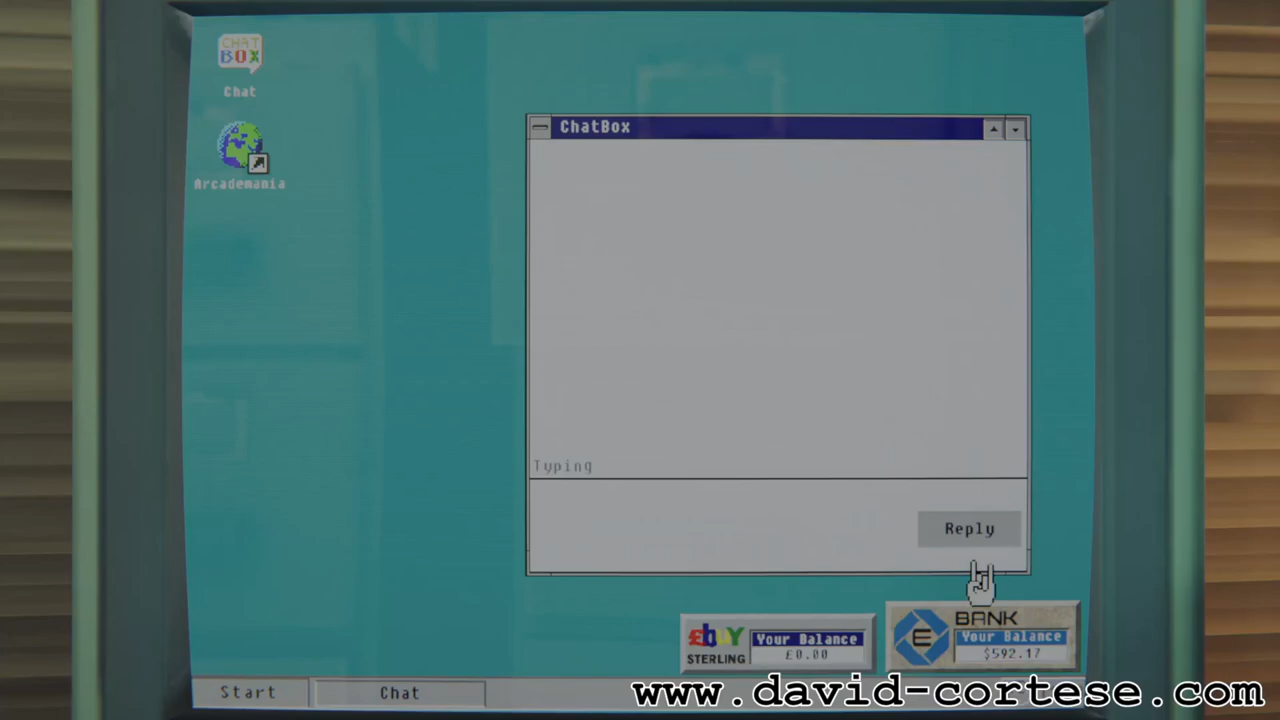 CHAT
BOX
Chat
Arcademania
ChatBox
Typing
Reply
ebuy
STERLING
Your Balance
£0.00
E
BANK
Your Balance
$592.17
Start
Chat
www.david-cortese.com